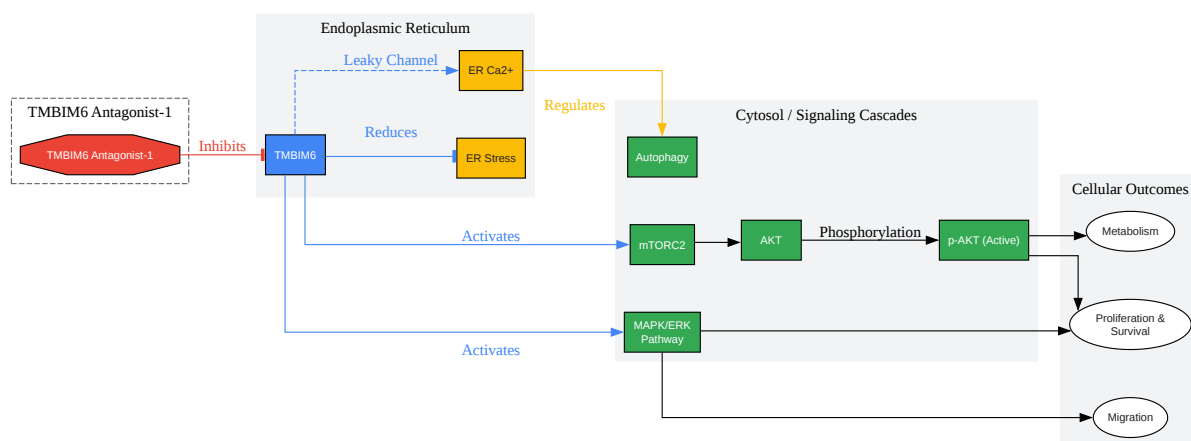 Endoplasmic Reticulum
Leaky Channel
ER Ca2+
TMBIM6 Antagonist-1
TMBIM6 Antagonist-1
Inhibits
TMBIM6
Reduces
ER Stress
Regulates
Cytosol / Signaling Cascades
Autophagy
Activates
mTORC2
AKT
Phosphorylation
p-AKT (Active)
Activates
MAPK/ERK
Pathway
Cellular Outcomes
Metabolism
Proliferation &
Survival
Migration